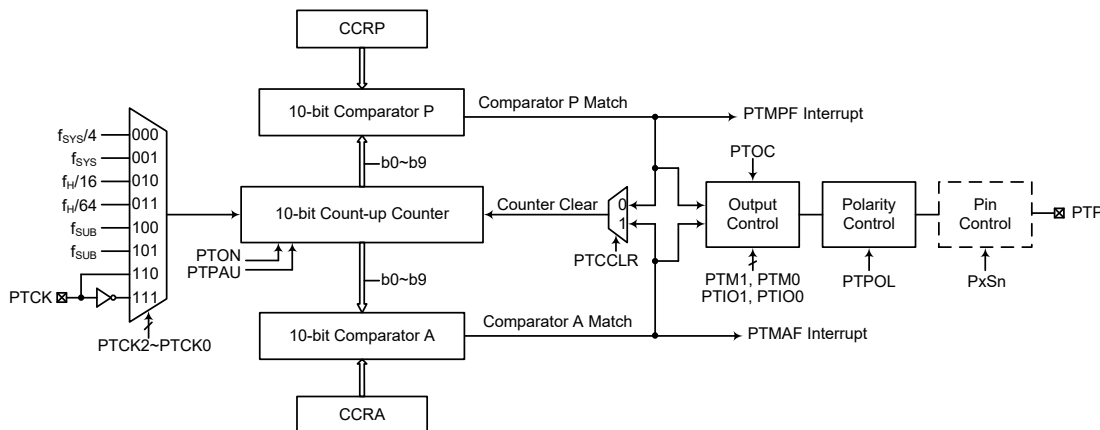 CCRP
10-bit Comparator P
Comparator P Match
PTMPF Interrupt
b0~b9
fSYS/4
fSYS
fH/16
fH/64
fSUB
fSUB
000
001
010
011
100
101
110
111
PTCK
PTCK2~PTCK0
10-bit Count-up Counter
PTON
PTPAU
Counter Clear
0
1
PTCCLR
PTOC
Output
Control
PTM1, PTM0
PTIO1, PTIO0
Polarity
Control
PTPOL
Pin
Control
PxSn
PTP
b0~b9
10-bit Comparator A
Comparator A Match
PTMAF Interrupt
CCRA